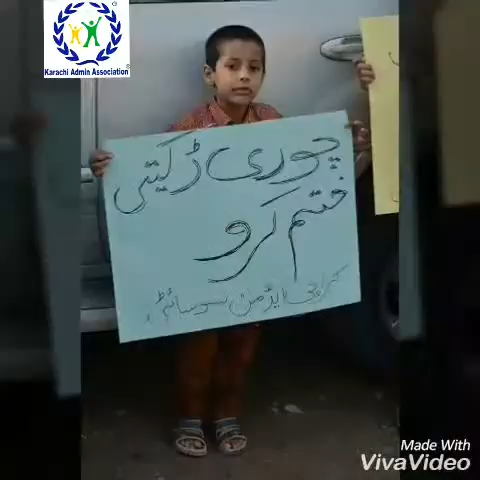 Karachi Admin Association
چوری ڈکیتی
ختم کرو
کراچی ایڈمن سوسائٹی
Made With
VivaVideo